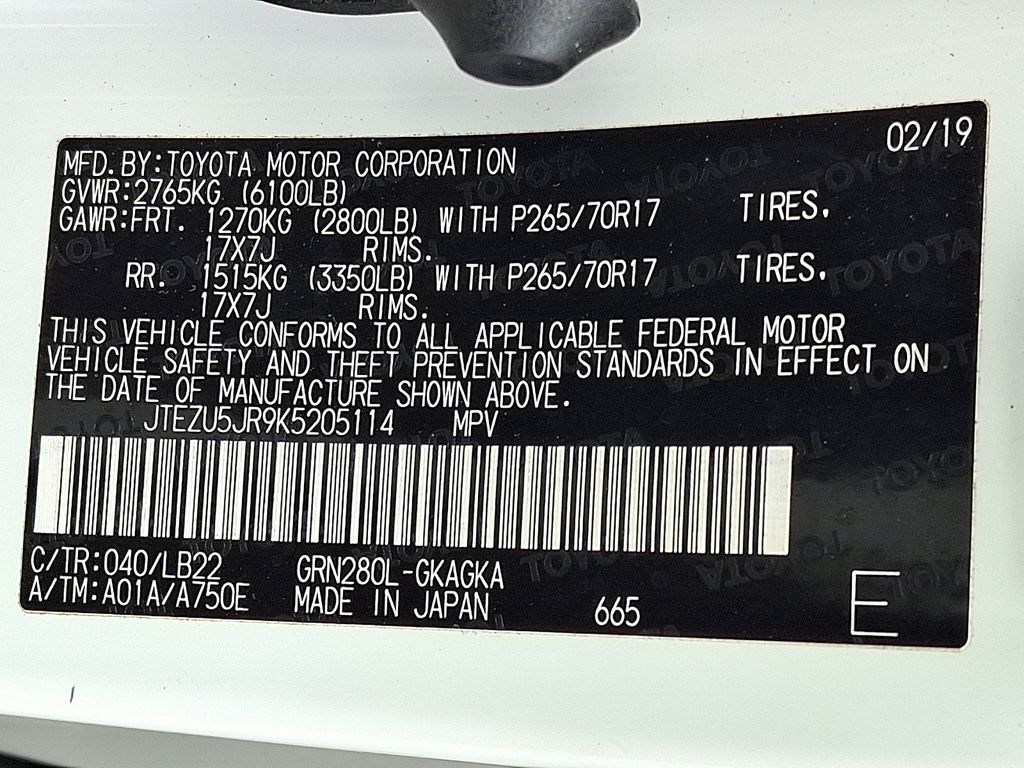 02/19
MFD.BY:TOYOTA MOTOR CORPORATION
GVWR:2765KG (6100LB)
GAWR:FRT. 1270KG (2800LB) WITH P265/70R17 TIRES.
17X7J RIMS.
RR. 1515KG (3350LB) WITH P265/70R17 TIRES.
17X7J RIMS.
THIS VEHICLE CONFORMS TO ALL APPLICABLE FEDERAL MOTOR
VEHICLE SAFETY AND THEFT PREVENTION STANDARDS IN EFFECT ON
THE DATE OF MANUFACTURE SHOWN ABOVE.
JTEZU5JR9K5205114 MPV
C/TR:040/LB22 GRN280L-GKAGKA
A/TM:A01A/A750E MADE IN JAPAN 665 E